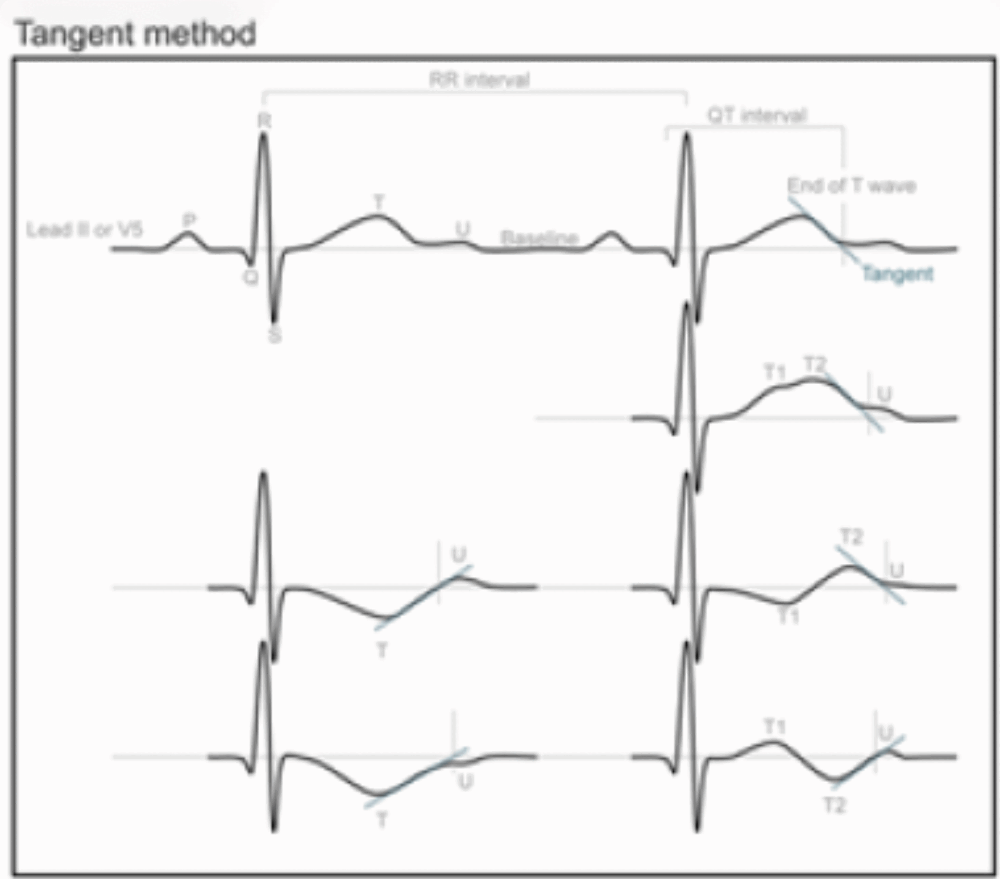 Tangent method
RR interval
QT interval
R
End of T wave
T
P
U
Lead II or V5
Baseline
Q
Tangent
S
T1
T2
U
T2
U
U
T1
T
T1
U
U
T2
T